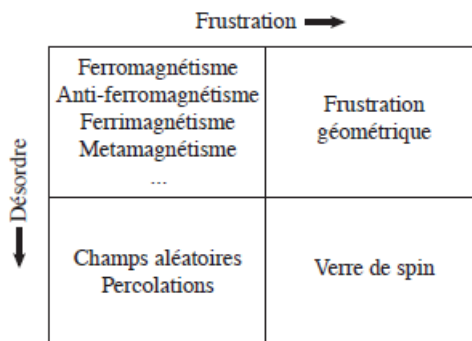 Frustration
Ferromagnétisme
Anti-ferromagnétisme
Ferrimagnétisme
Metamagnétisme
...
Frustration
géométrique
Désordre
Champs aléatoires
Percolations
Verre de spin